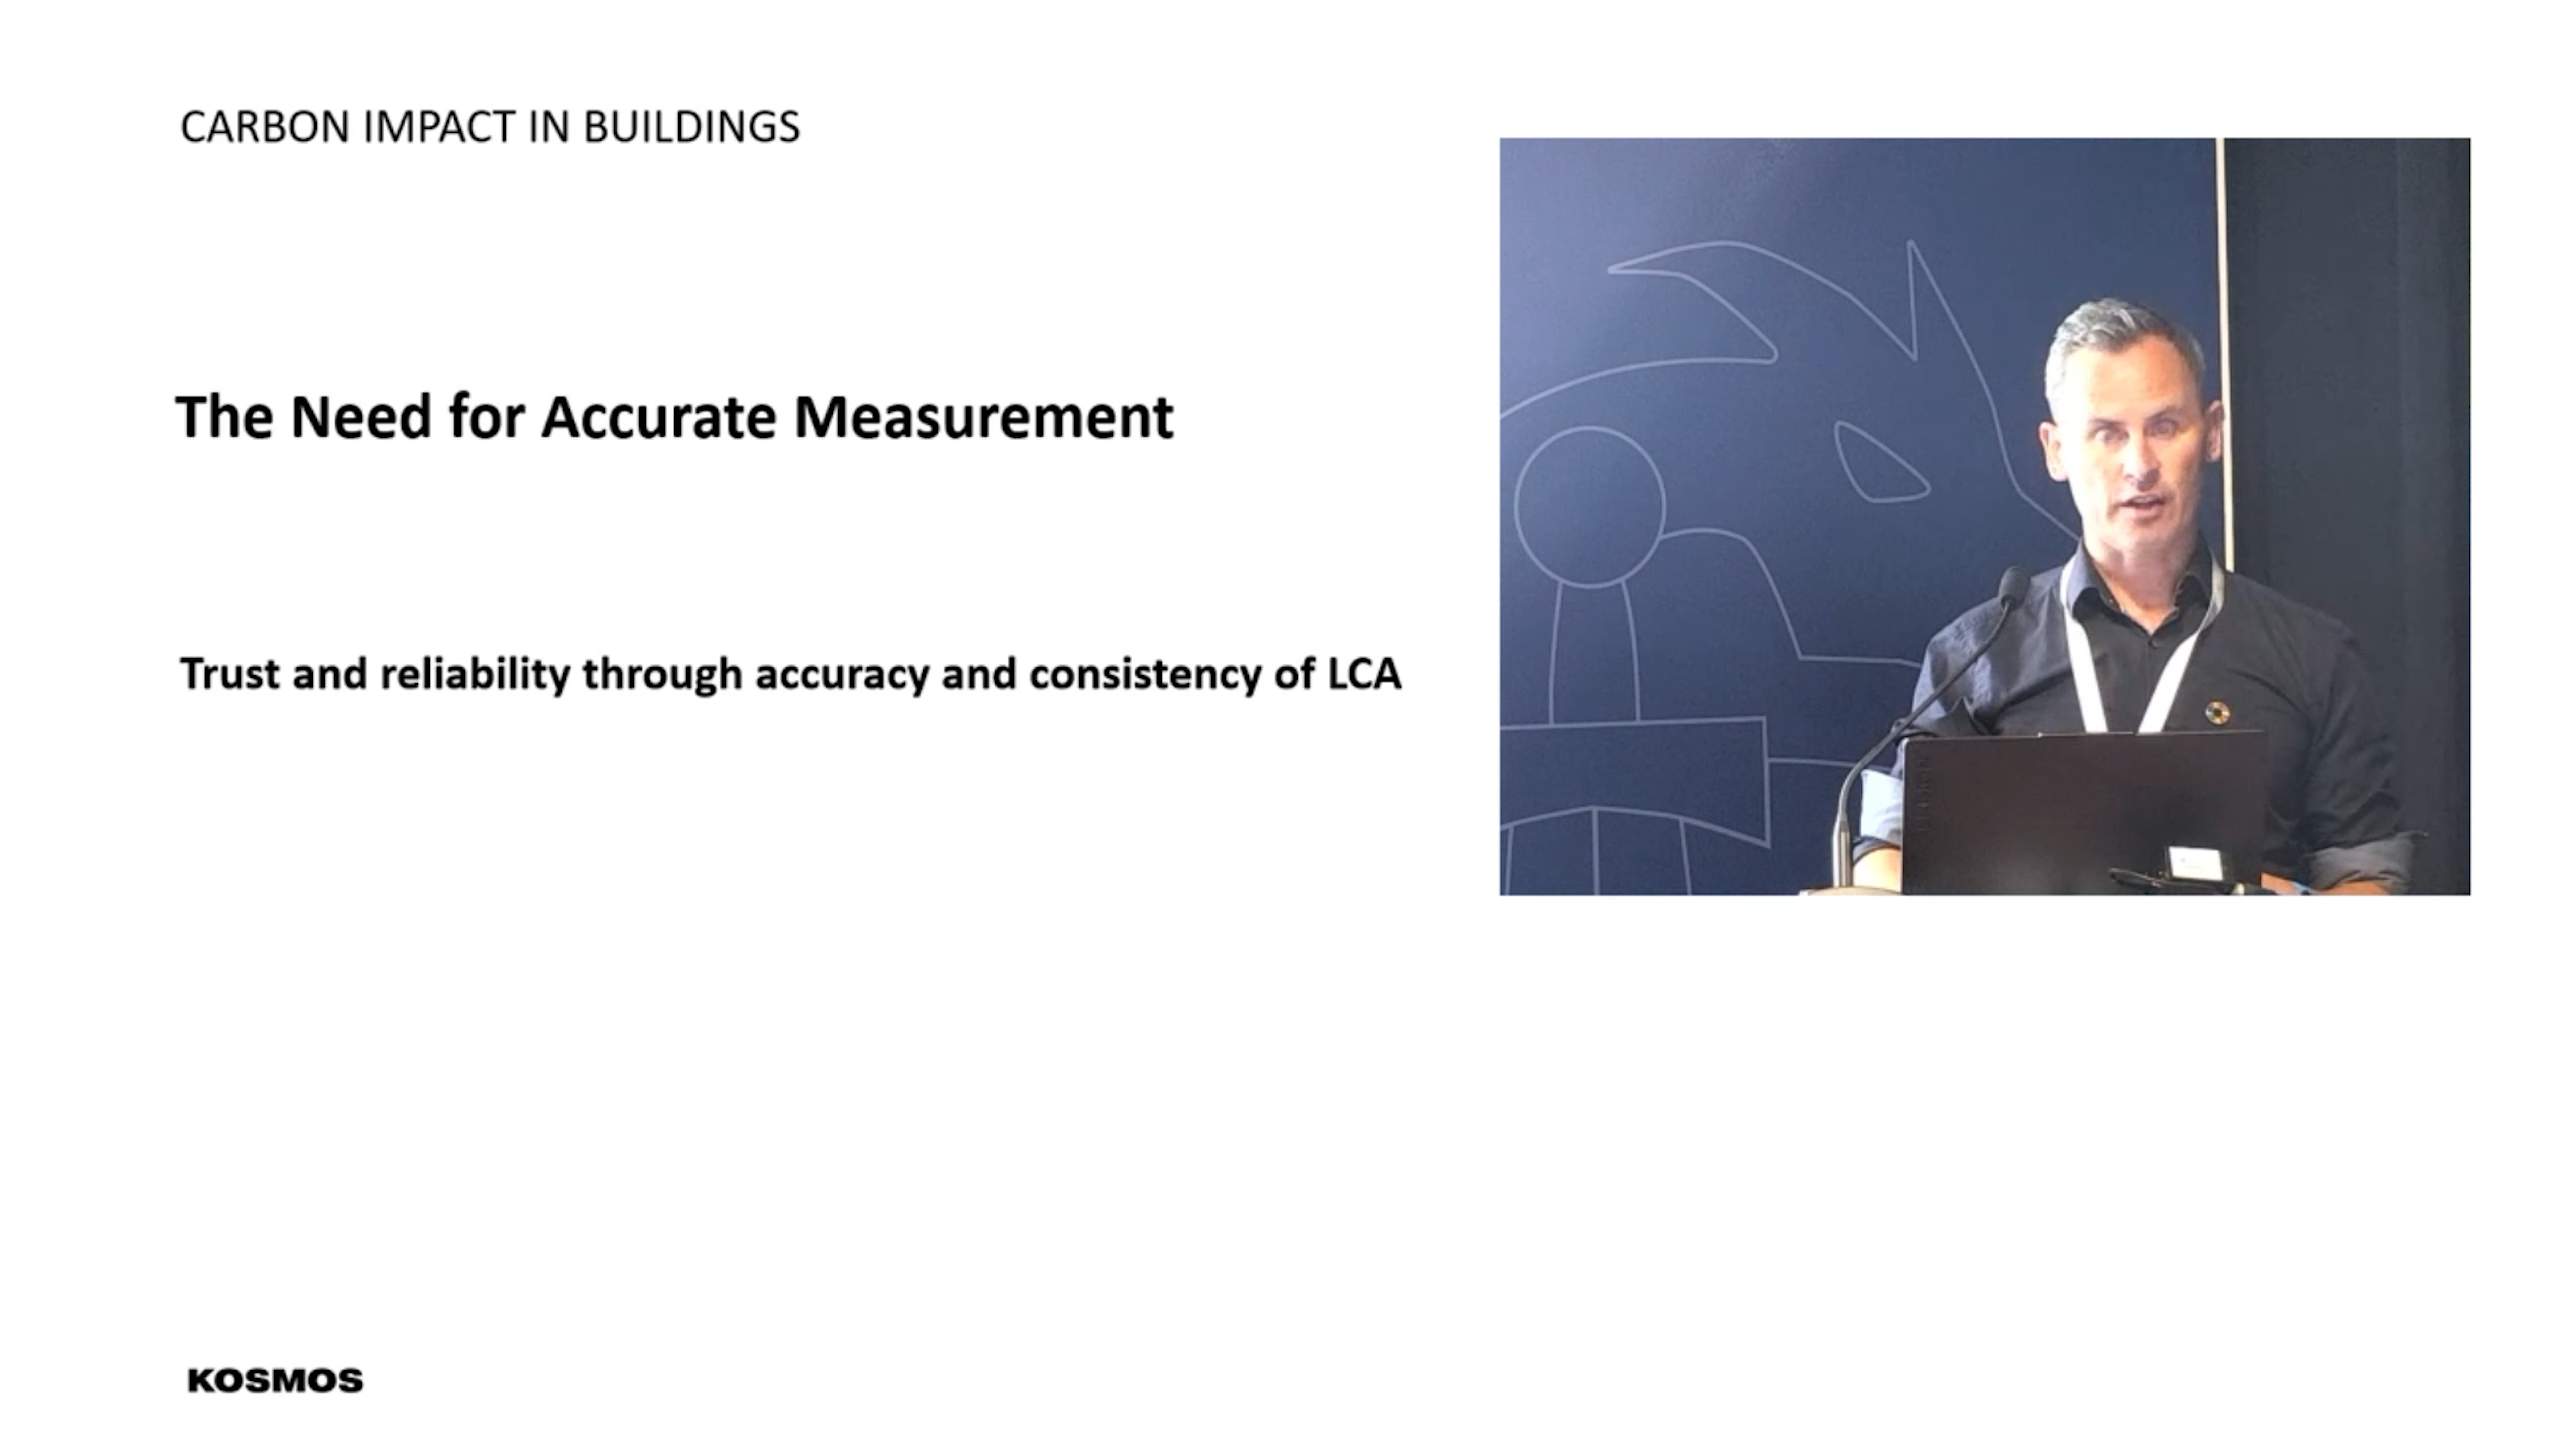 CARBON IMPACT IN BUILDINGS
The Need for Accurate Measurement
Trust and reliability through accuracy and consistency of LCA
KOSMOS